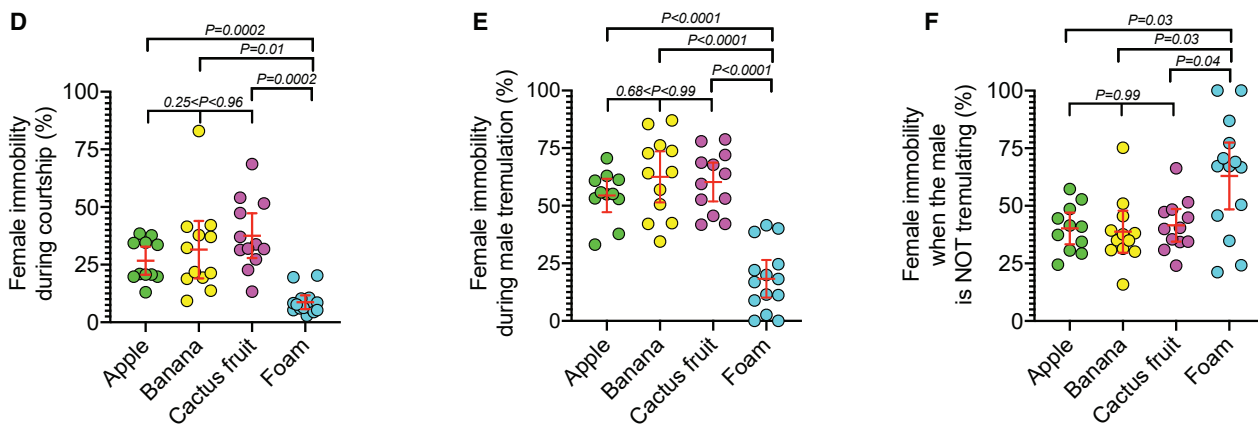 D
P=0.0002
P=0.01
P=0.0002
0.25<P<0.96
Female immobility
during courtship (%)
100
75
50
25
0
Apple
Banana
Cactus fruit
Foam
E
P<0.0001
P<0.0001
P<0.0001
0.68<P<0.99
Female immobility
during male tremulation (%)
100
75
50
25
0
Apple
Banana
Cactus fruit
Foam
F
P=0.03
P=0.03
P=0.04
P=0.99
Female immobility
when the male
is NOT tremulating (%)
100
75
50
25
0
Apple
Banana
Cactus fruit
Foam